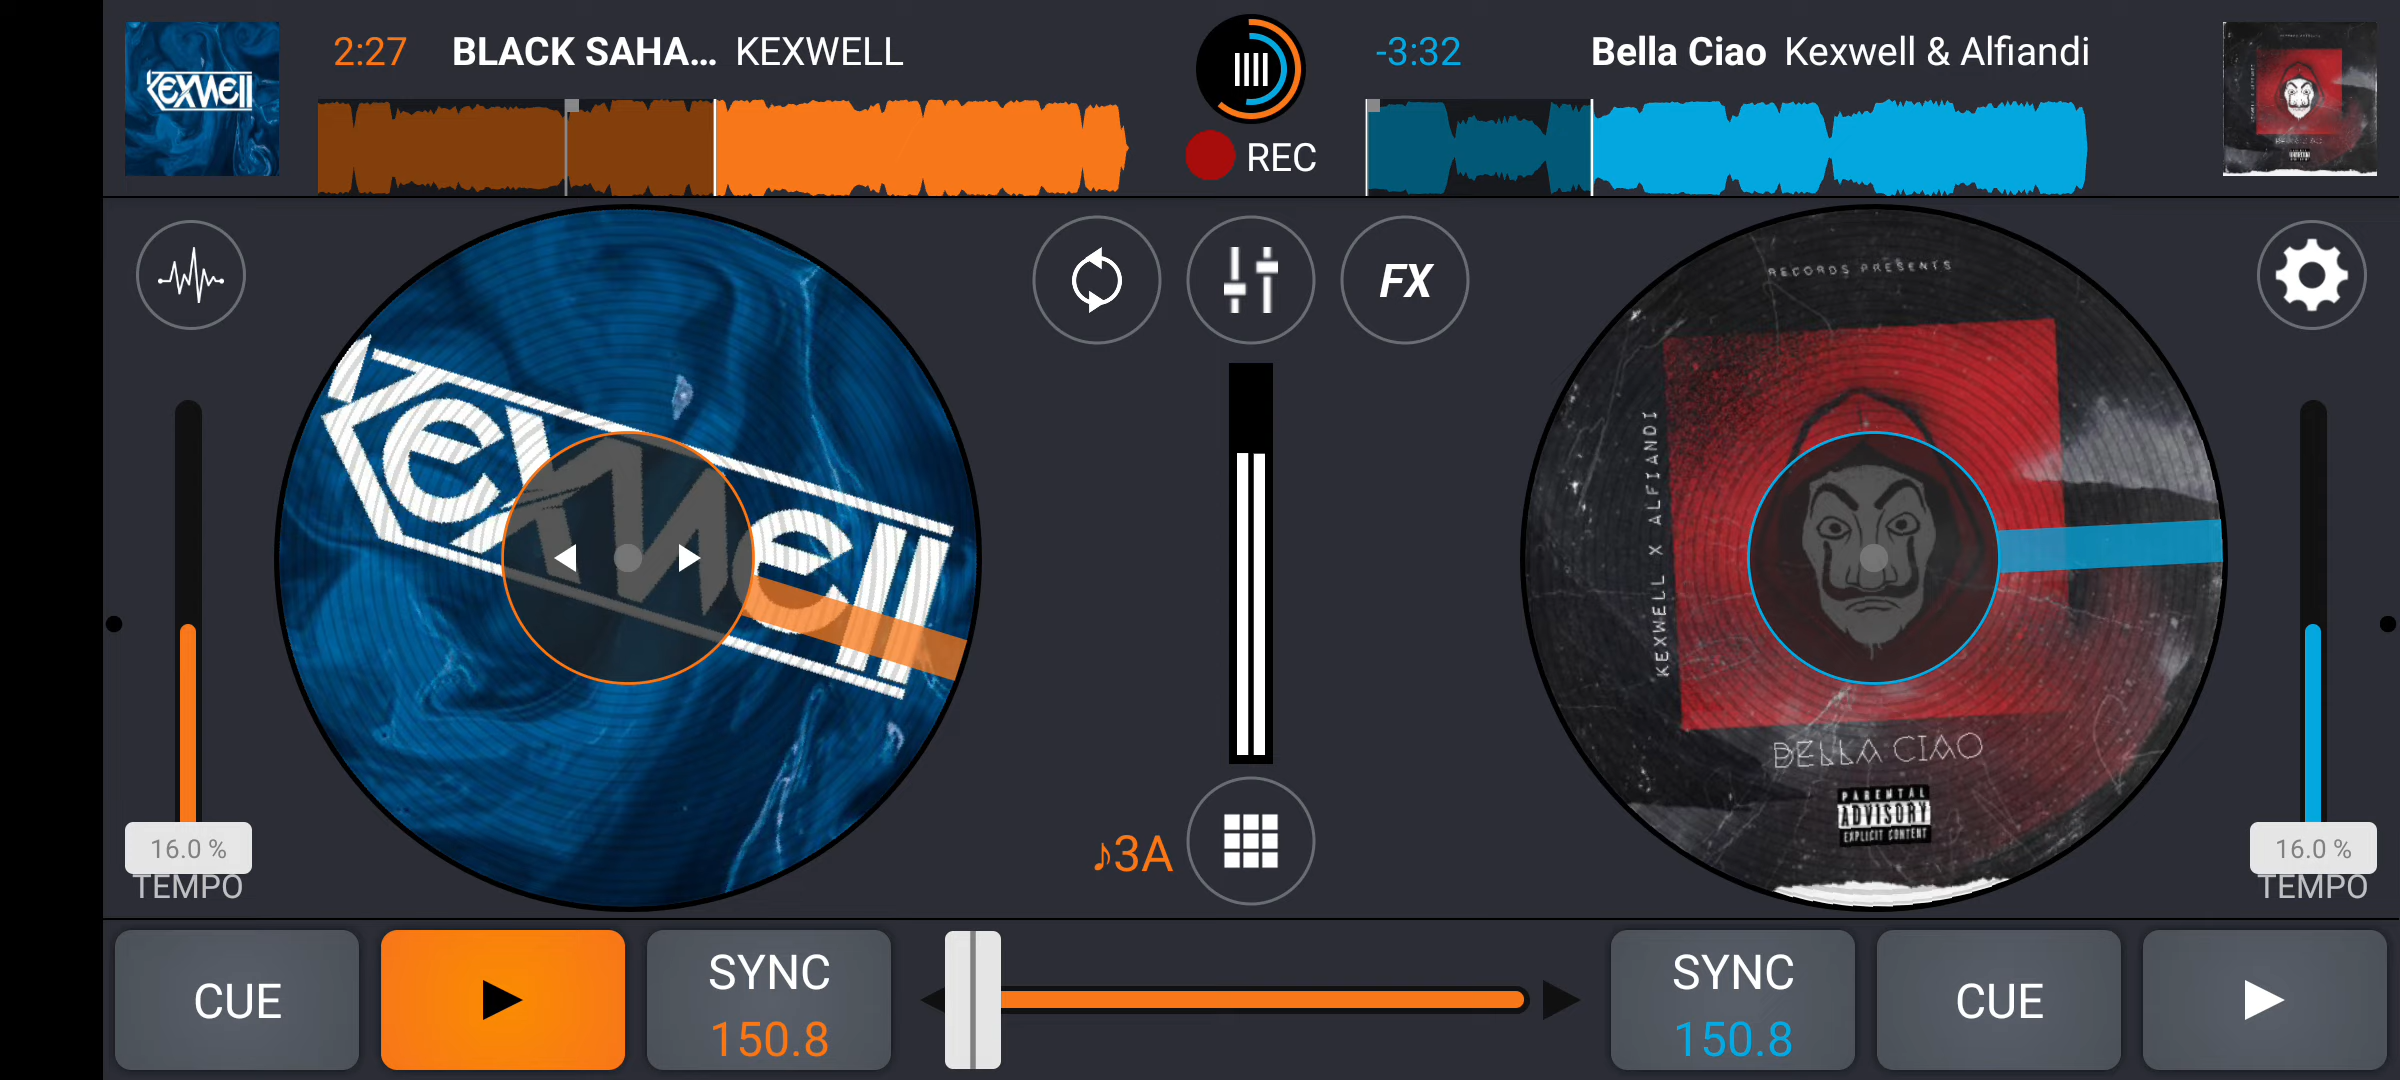 KEXWELL
2:27 BLACK SAHA... KEXWELL
REC
-3:32 Bella Ciao Kexwell & Alfiandi
FX
KEXWELL
RECORDS PRESENTS
KEXWELL X ALFIANDI
BELLA CIAO
PARENTAL
ADVISORY
EXPLICIT CONTENT
16.0 %
TEMPO
♪3A
16.0 %
TEMPO
CUE
SYNC
150.8
SYNC
150.8
CUE